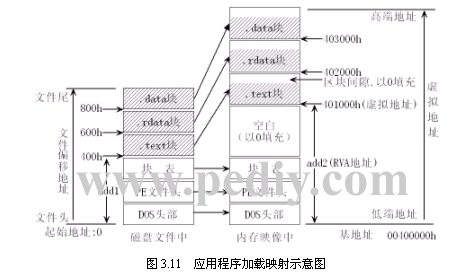 高端地址
.data块
403000h
.rdata块
402000h
区块间隙,以0填充
.text块
401000h(虚拟地址)
虚拟地址
文件尾
.data块
800h
.rdata块
600h
.text块
400h
文件偏移地址
空白
(以0填充)
add2(RVA地址)
块表
块表
add1
PE文件头
PE文件头
www.pediy.com
文件头
DOS头部
DOS头部
低端地址
起始地址:0
磁盘文件中
内存映像中
基地址 00400000h
图 3.11 应用程序加载映射示意图